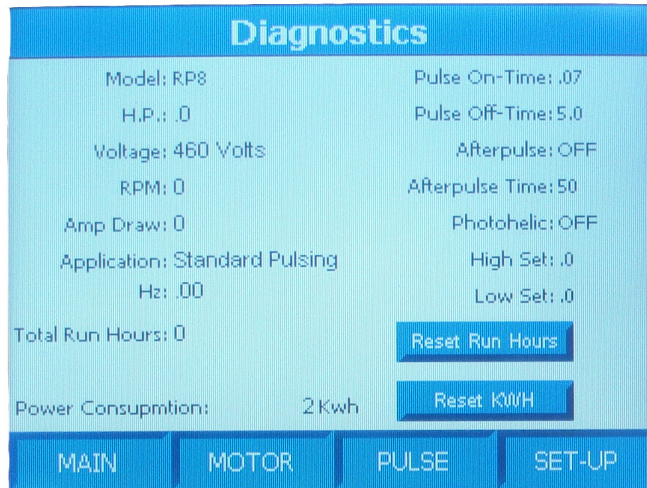 Diagnostics
Model: RP8
H.P.: .0
Voltage: 460 Volts
RPM: 0
Amp Draw: 0
Application: Standard Pulsing
Hz: .00
Total Run Hours: 0
Power Consupmtion: 2 Kwh
Pulse On-Time: .07
Pulse Off-Time: 5.0
Afterpulse: OFF
Afterpulse Time: 50
Photohelic: OFF
High Set: .0
Low Set: .0
Reset Run Hours
Reset KWH
MAIN MOTOR PULSE SET-UP